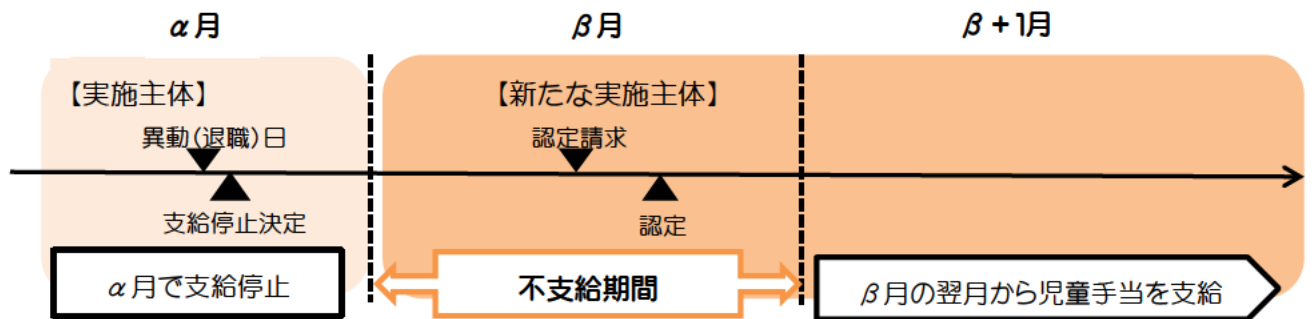 α月
β月
β+1月
【実施主体】
【新たな実施主体】
異動(退職)日
認定請求
支給停止決定
認定
α月で支給停止
不支給期間
β月の翌月から児童手当を支給